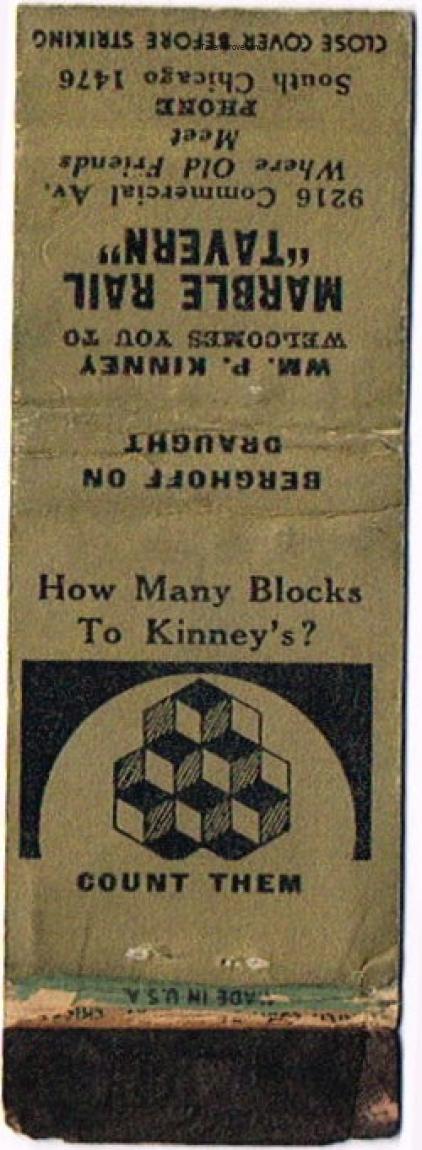 How Many Blocks
To Kinney's?
COUNT THEM
BERGHOFF ON
DRAUGHT
WM. P. KINNEY
WELCOMES YOU TO
MARBLE RAIL
"TAVERN"
9216 Commercial Av.
Where Old Friends
Meet
PHONE
South Chicago 1476
CLOSE COVER BEFORE STRIKING
MADE IN U.S.A.